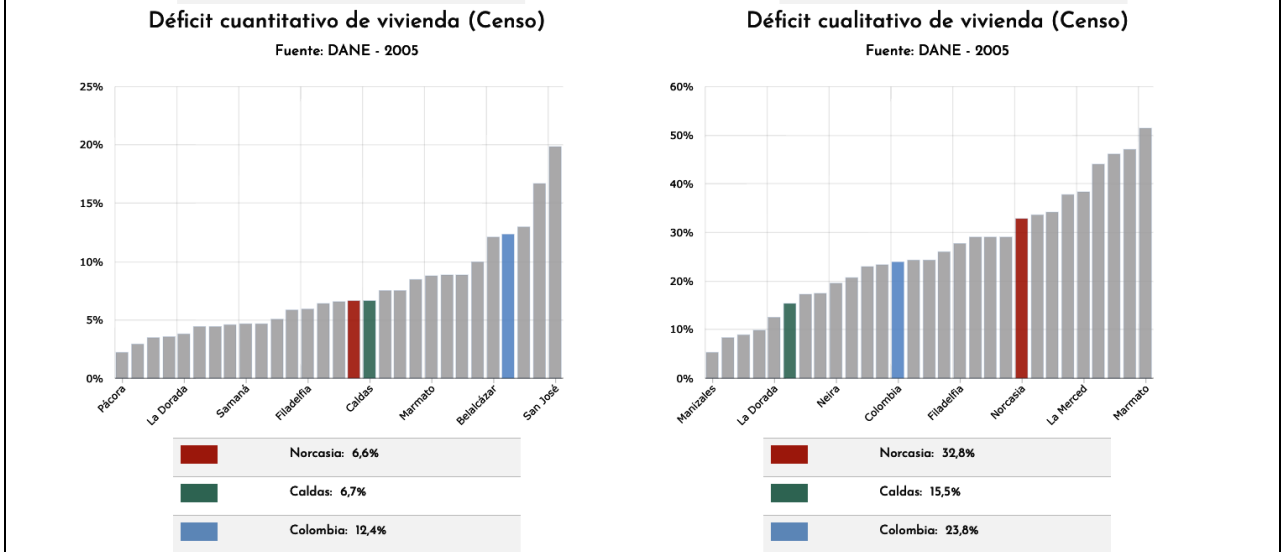 Déficit cuantitativo de vivienda (Censo)
Fuente: DANE - 2005
25%
20%
15%
10%
5%
0%
Pácora
La Dorada
Samaná
Filadelfia
Caldas
Marmato
Belalcázar
San José
Norcasia: 6,6%
Caldas: 6,7%
Colombia: 12,4%
Déficit cualitativo de vivienda (Censo)
Fuente: DANE - 2005
60%
50%
40%
30%
20%
10%
0%
Manizales
La Dorada
Neira
Colombia
Filadelfia
Norcasia
La Merced
Marmato
Norcasia: 32,8%
Caldas: 15,5%
Colombia: 23,8%